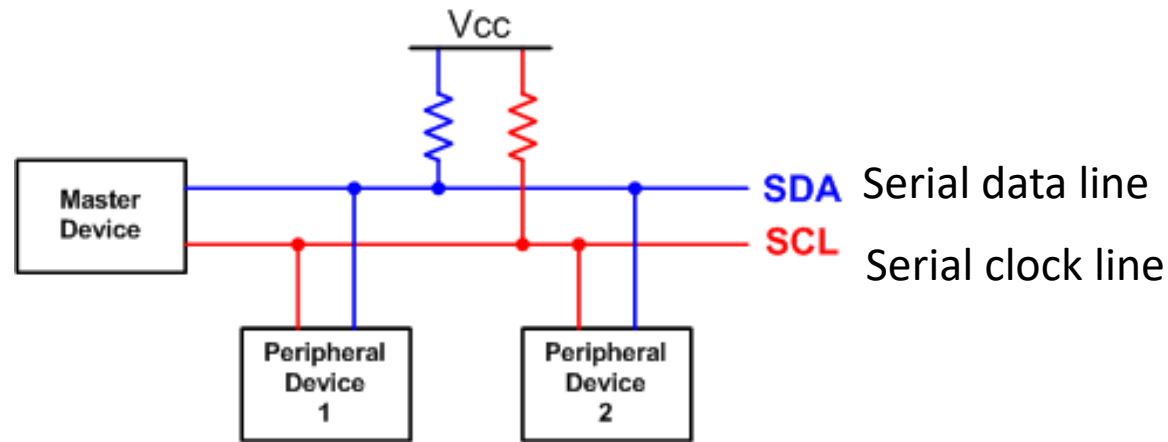 Vcc
Master
Device
SDA Serial data line
SCL Serial clock line
Peripheral
Device
1
Peripheral
Device
2